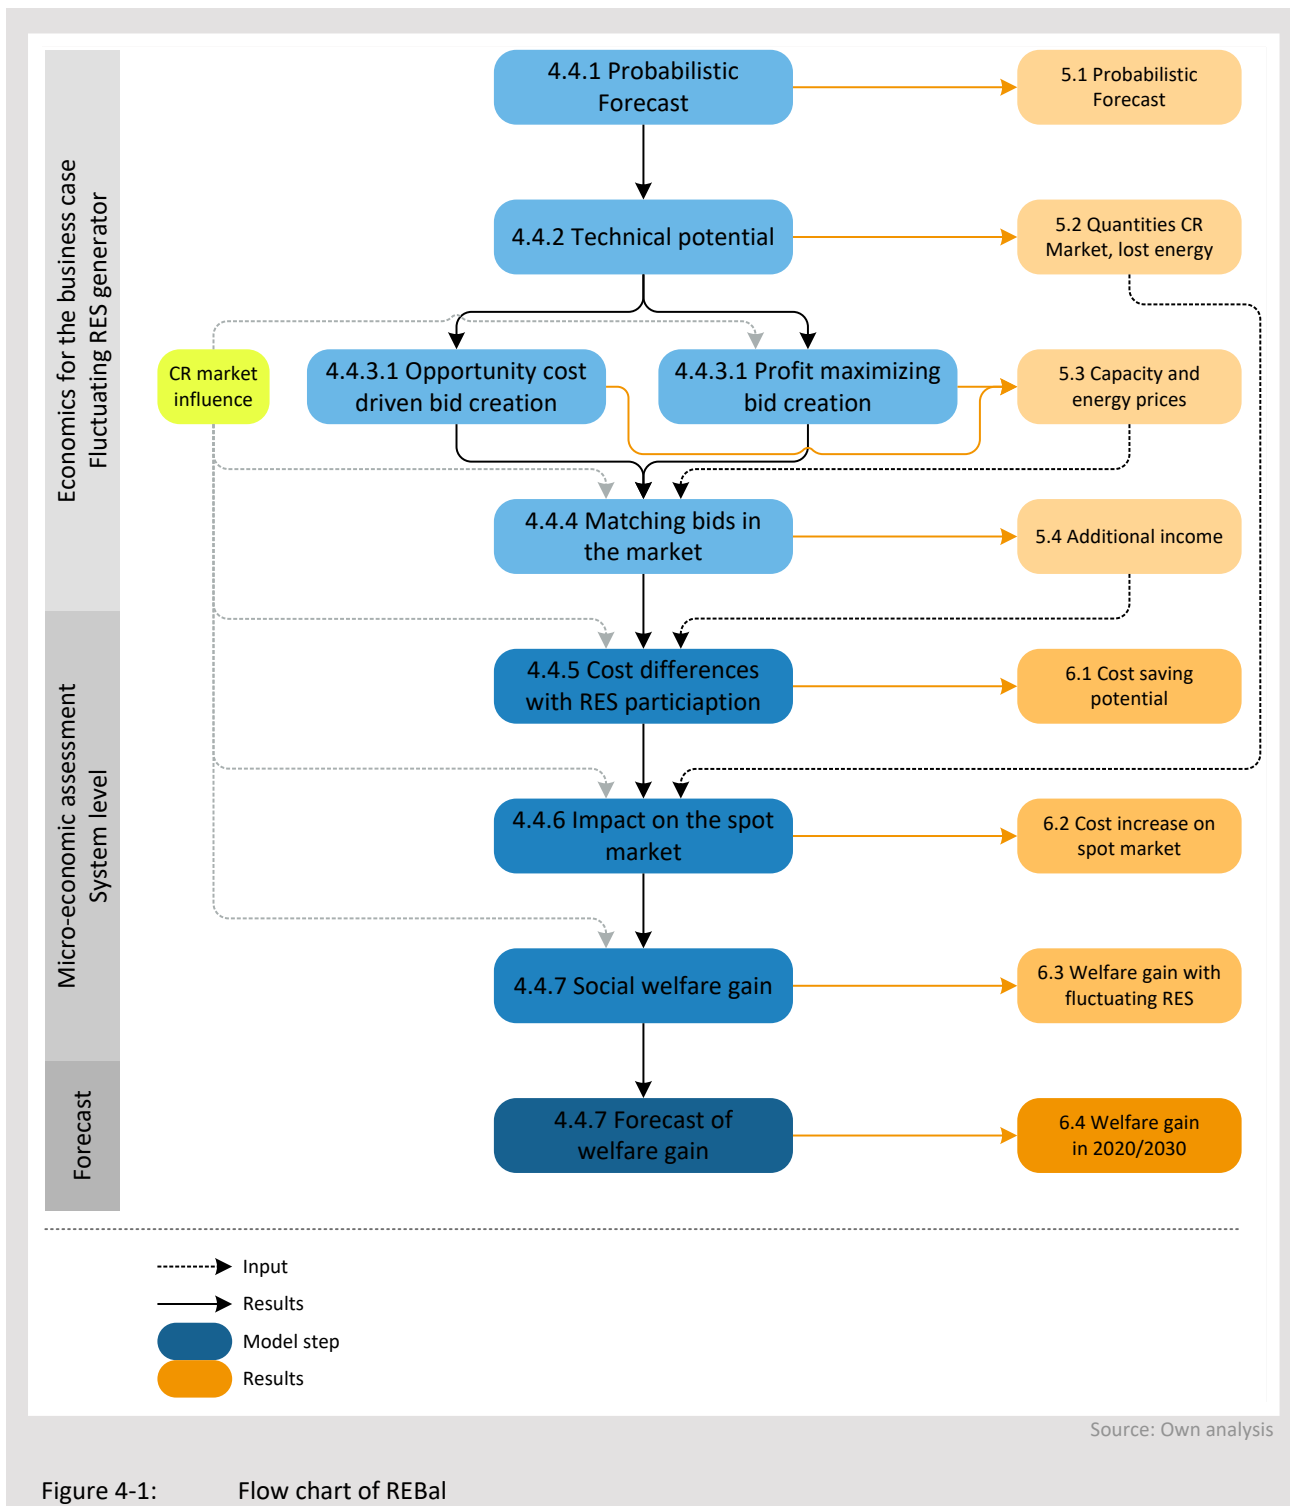 4.4.1 Probabilistic
Forecast
5.1 Probabilistic
Forecast
Economics for the business case
Fluctuating RES generator
4.4.2 Technical potential
5.2 Quantities CR
Market, lost energy
CR market
influence
4.4.3.1 Opportunity cost
driven bid creation
4.4.3.1 Profit maximizing
bid creation
5.3 Capacity and
energy prices
4.4.4 Matching bids in
the market
5.4 Additional income
Micro-economic assessment
System level
4.4.5 Cost differences
with RES particiaption
6.1 Cost saving
potential
4.4.6 Impact on the spot
market
6.2 Cost increase on
spot market
4.4.7 Social welfare gain
6.3 Welfare gain with
fluctuating RES
Forecast
4.4.7 Forecast of
welfare gain
6.4 Welfare gain
in 2020/2030
Input
Results
Model step
Results
Source: Own analysis
Figure 4-1: Flow chart of REBal